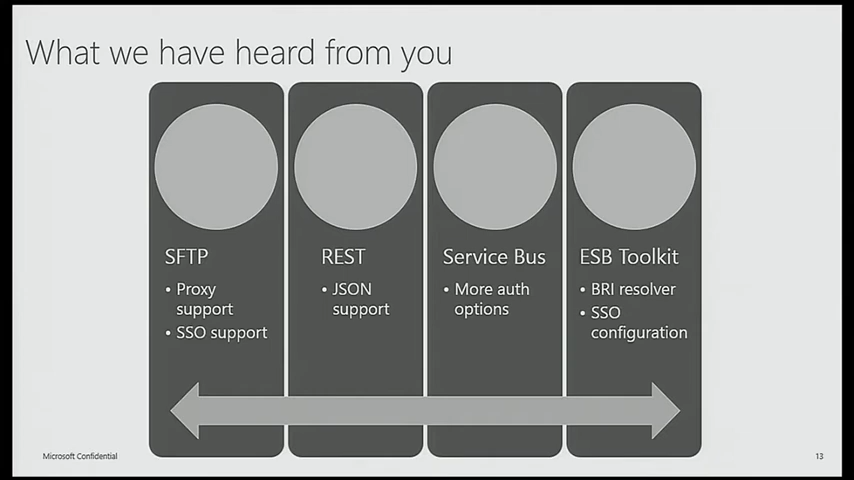 What we have heard from you
SFTP
• Proxy
support
• SSO support
REST
• JSON
support
Service Bus
• More auth
options
ESB Toolkit
• BRI resolver
• SSO
configuration
Microsoft Confidential
13